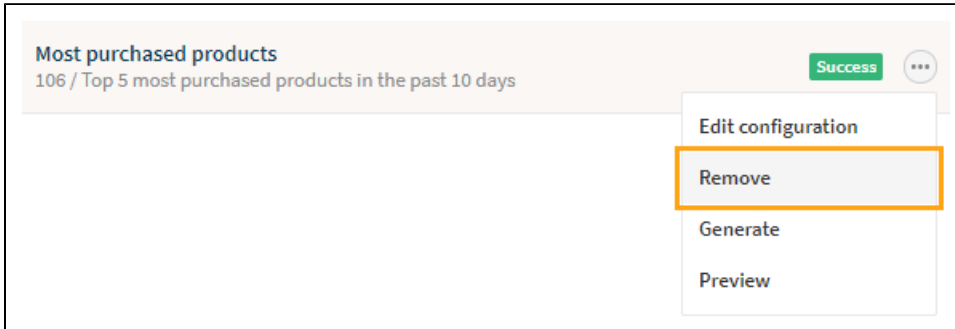 Most purchased products
106 / Top 5 most purchased products in the past 10 days
Success
Edit configuration
Remove
Generate
Preview